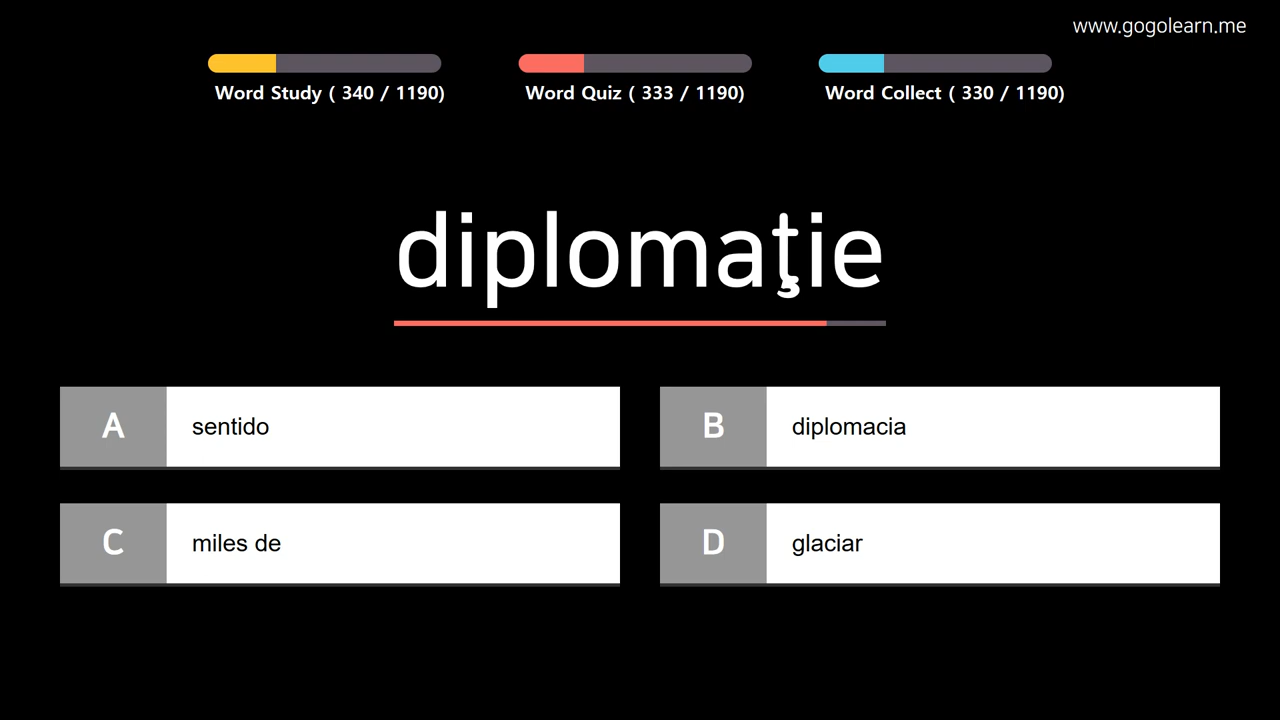 www.gogolearn.me
Word Study ( 340 / 1190)
Word Quiz ( 333 / 1190)
Word Collect ( 330 / 1190)
diplomaţie
A sentido
B diplomacia
C miles de
D glaciar